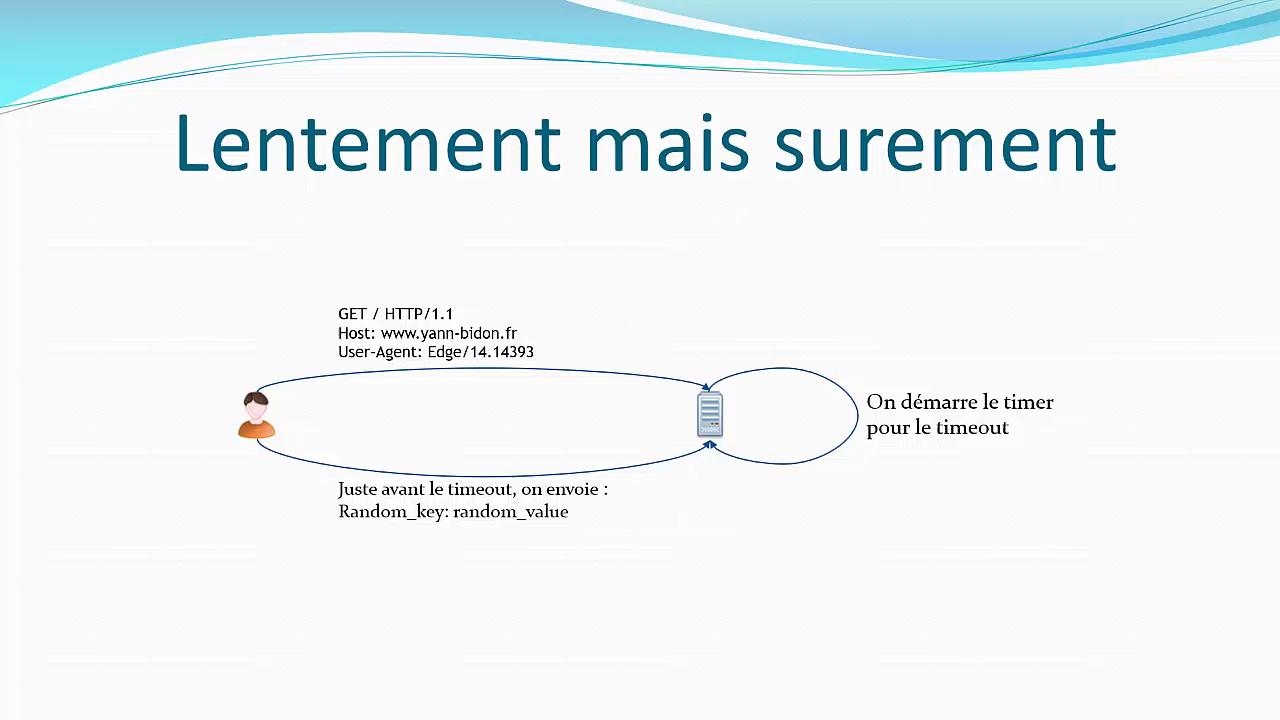 Lentement mais surement
GET / HTTP/1.1
Host: www.yann-bidon.fr
User-Agent: Edge/14.14393
On démarre le timer
pour le timeout
Juste avant le timeout, on envoie :
Random_key: random_value